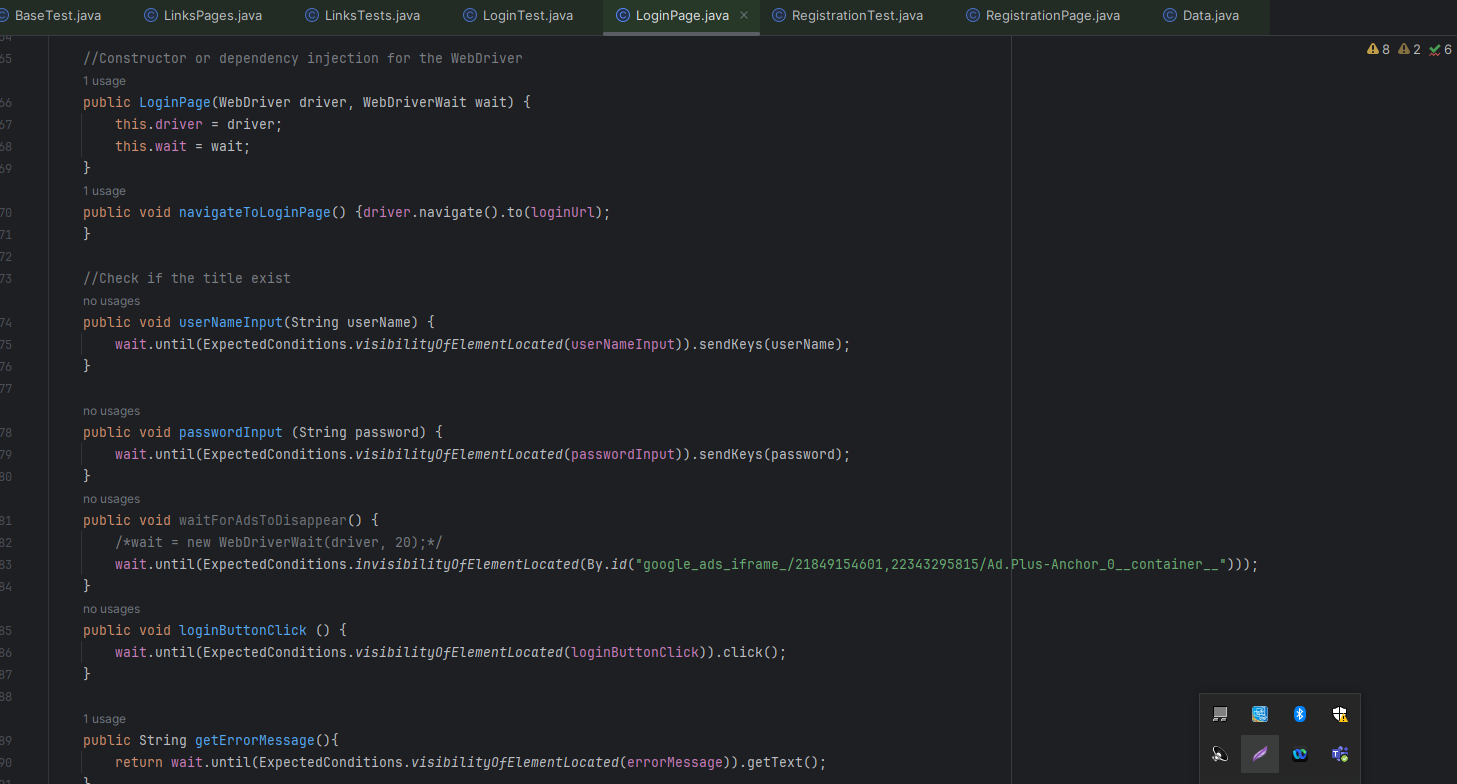 BaseTest.java LinksPages.java LinksTests.java LoginTest.java LoginPage.java RegistrationTest.java RegistrationPage.java Data.java
8 2 6
65 //Constructor or dependency injection for the WebDriver
1 usage
66 public LoginPage(WebDriver driver, WebDriverWait wait) {
67 this.driver = driver;
68 this.wait = wait;
69 }
1 usage
70 public void navigateToLoginPage() {driver.navigate().to(loginUrl);
71 }
72
73 //Check if the title exist
no usages
74 public void userNameInput(String userName) {
75 wait.until(ExpectedConditions.visibilityOfElementLocated(userNameInput)).sendKeys(userName);
76 }
77
no usages
78 public void passwordInput (String password) {
79 wait.until(ExpectedConditions.visibilityOfElementLocated(passwordInput)).sendKeys(password);
80 }
no usages
81 public void waitForAdsToDisappear() {
82 /*wait = new WebDriverWait(driver, 20);*/
83 wait.until(ExpectedConditions.invisibilityOfElementLocated(By.id("google_ads_iframe_/21849154601,22343295815/Ad.Plus-Anchor_0__container__")));
84 }
no usages
85 public void loginButtonClick () {
86 wait.until(ExpectedConditions.visibilityOfElementLocated(loginButtonClick)).click();
87 }
88
1 usage
89 public String getErrorMessage(){
90 return wait.until(ExpectedConditions.visibilityOfElementLocated(errorMessage)).getText();